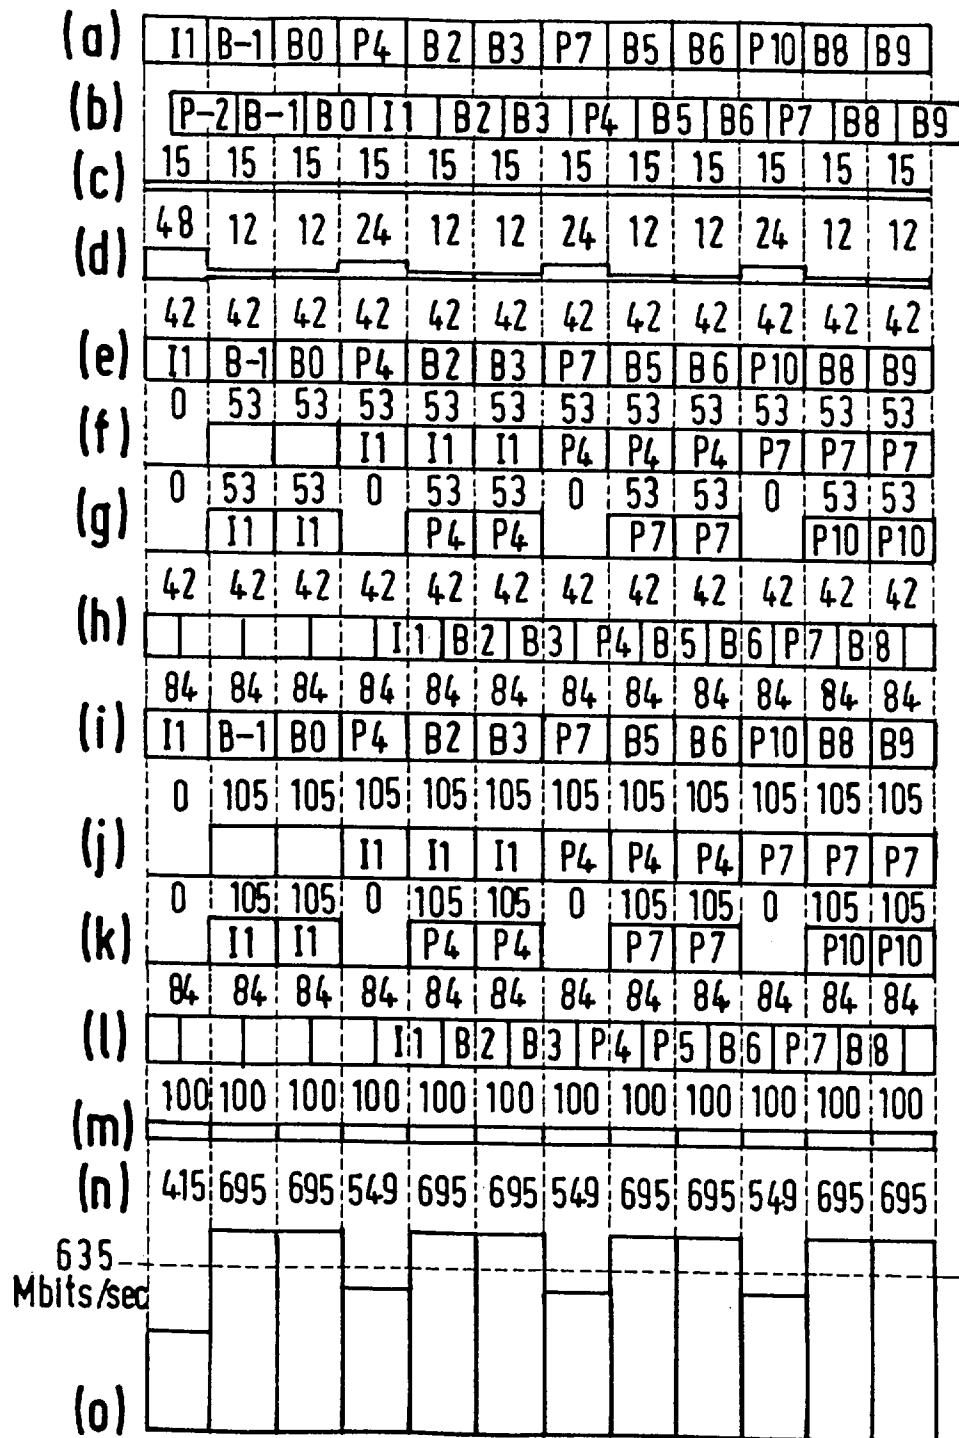 (a) I1 B-1 B0 P4 B2 B3 P7 B5 B6 P10 B8 B9
(b) P-2 B-1 B0 I1 B2 B3 P4 B5 B6 P7 B8 B9
(c) 15 15 15 15 15 15 15 15 15 15 15 15
(d) 48 12 12 24 12 12 24 12 12 24 12 12
42 42 42 42 42 42 42 42 42 42 42 42
(e) I1 B-1 B0 P4 B2 B3 P7 B5 B6 P10 B8 B9
0 53 53 53 53 53 53 53 53 53 53 53
(f) I1 I1 I1 P4 P4 P4 P7 P7 P7
0 53 53 0 53 53 0 53 53 0 53 53
(g) I1 I1 P4 P4 P7 P7 P10 P10
42 42 42 42 42 42 42 42 42 42 42 42
(h) I1 B2 B3 P4 B5 B6 P7 B8
84 84 84 84 84 84 84 84 84 84 84 84
(i) I1 B-1 B0 P4 B2 B3 P7 B5 B6 P10 B8 B9
0 105 105 105 105 105 105 105 105 105 105 105
(j) I1 I1 I1 P4 P4 P4 P7 P7 P7
0 105 105 0 105 105 0 105 105 0 105 105
(k) I1 I1 P4 P4 P7 P7 P10 P10
84 84 84 84 84 84 84 84 84 84 84 84
(l) I1 B2 B3 P4 P5 B6 P7 B8
100 100 100 100 100 100 100 100 100 100 100 100
(m)
(n) 415 695 695 549 695 695 549 695 695 549 695 695
635
Mbits/sec
(o)